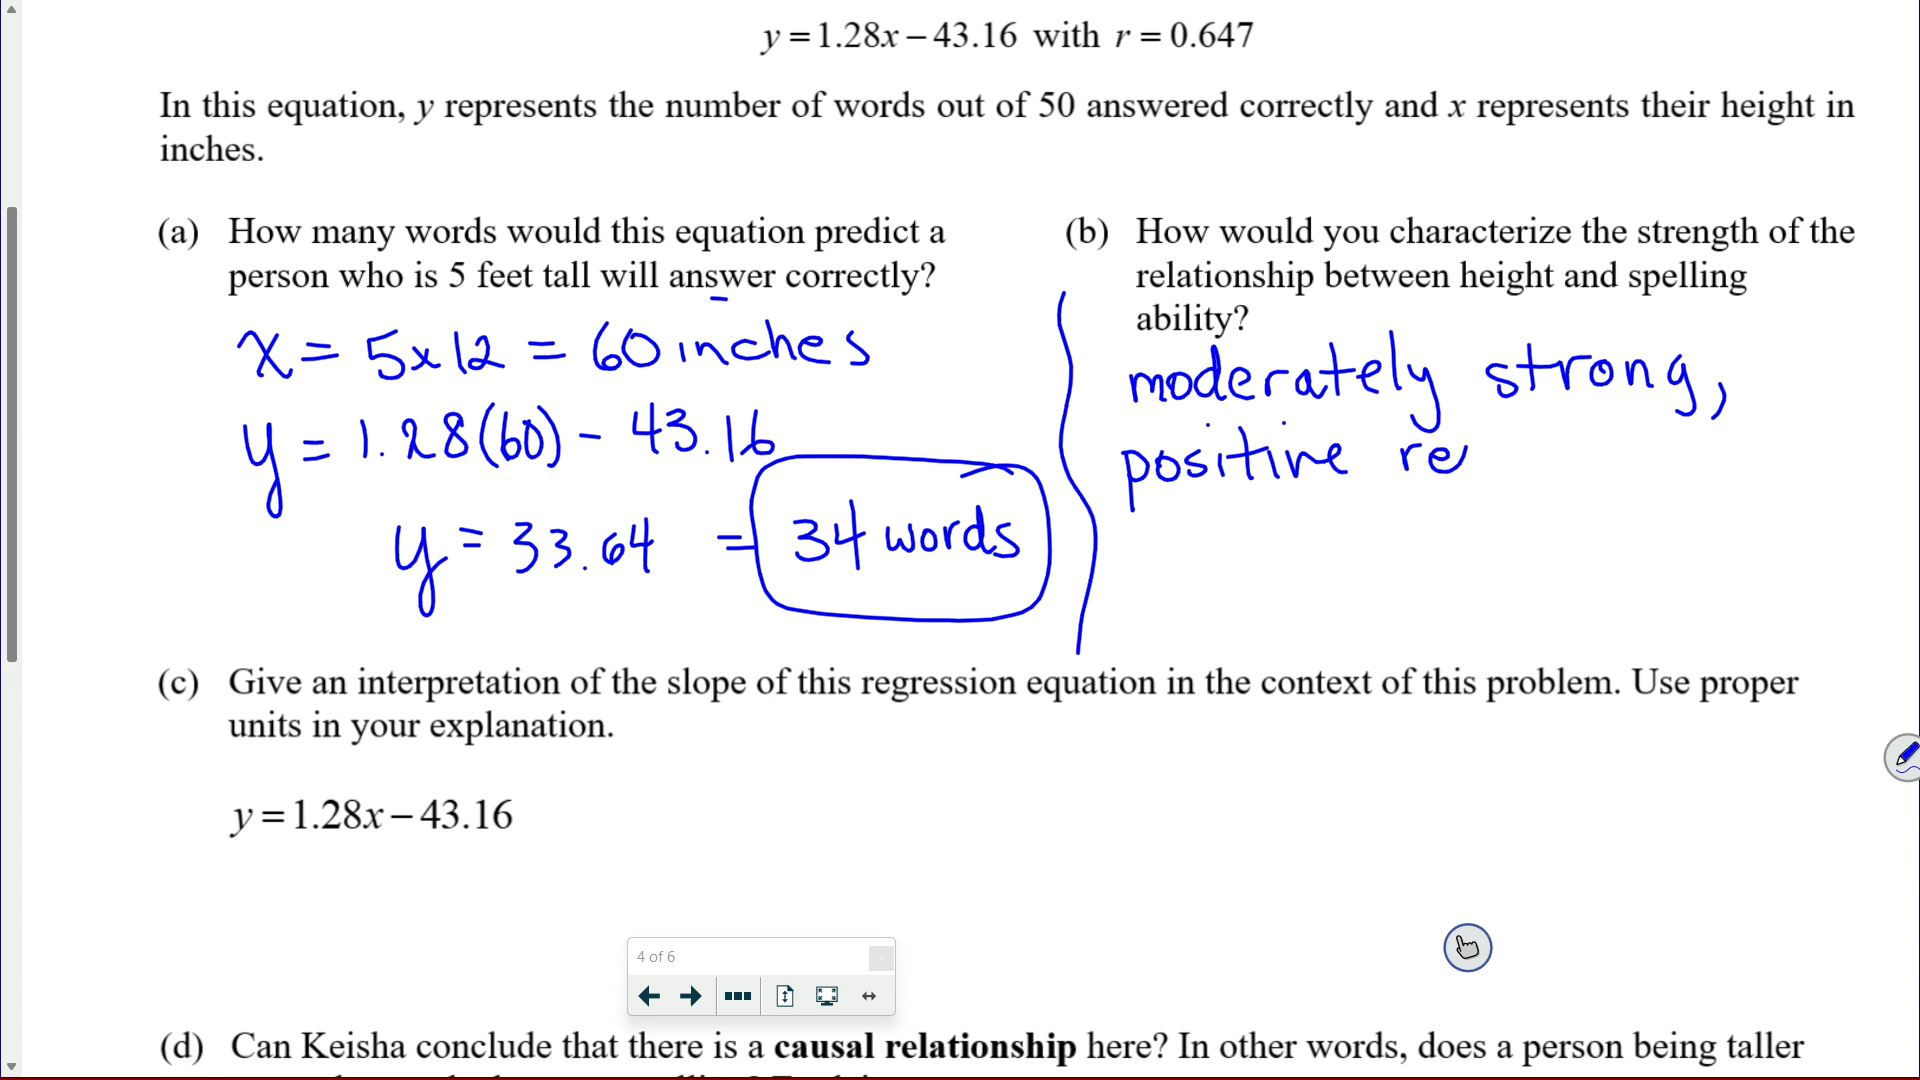 y = 1.28x − 43.16 with r = 0.647
In this equation, y represents the number of words out of 50 answered correctly and x represents their height in
inches.
(a) How many words would this equation predict a
person who is 5 feet tall will answer correctly?
x = 5x12 = 60 inches
y = 1.28(60) - 43.16
y = 33.64 = 34 words
(b) How would you characterize the strength of the
relationship between height and spelling
ability?
moderately strong,
positive re
(c) Give an interpretation of the slope of this regression equation in the context of this problem. Use proper
units in your explanation.
y = 1.28x − 43.16
4 of 6
(d) Can Keisha conclude that there is a causal relationship here? In other words, does a person being taller